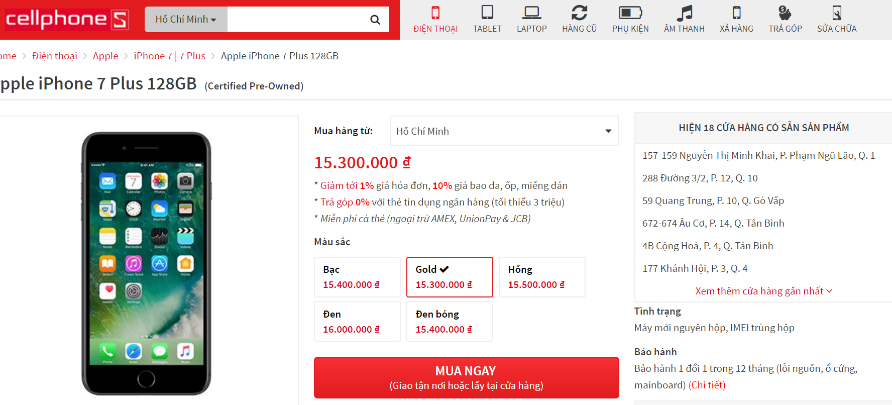 cellphone S
Hồ Chí Minh
ĐIỆN THOẠI
TABLET
LAPTOP
HÀNG CŨ
PHỤ KIỆN
ÂM THANH
XẢ HÀNG
TRẢ GÓP
SỬA CHỮA
ome > Điện thoại > Apple > iPhone 7 | 7 Plus > Apple iPhone 7 Plus 128GB
pple iPhone 7 Plus 128GB (Certified Pre-Owned)
Mua hàng từ: Hồ Chí Minh
15.300.000 ₫
* Giảm tới 1% giá hóa đơn, 10% giá bao da, ốp, miếng dán
* Trả góp 0% với thẻ tín dụng ngân hàng (tối thiểu 3 triệu)
* Miễn phí cà thẻ (ngoại trừ AMEX, UnionPay & JCB)
Màu sắc
Bạc
15.400.000 ₫
Gold
15.300.000 ₫
Hồng
15.500.000 ₫
Đen
16.000.000 ₫
Đen bóng
15.400.000 ₫
MUA NGAY
(Giao tận nơi hoặc lấy tại cửa hàng)
HIỆN 18 CỬA HÀNG CÓ SẴN SẢN PHẨM
157-159 Nguyễn Thị Minh Khai, P. Phạm Ngũ Lão, Q. 1
288 Đường 3/2, P. 12, Q. 10
59 Quang Trung, P. 10, Q. Gò Vấp
672-674 Âu Cơ, P. 14, Q. Tân Bình
4B Cộng Hoà, P. 4, Q. Tân Bình
177 Khánh Hội, P. 3, Q. 4
Xem thêm cửa hàng gần nhất
Tình trạng
Máy mới nguyên hộp, IMEI trùng hộp
Bảo hành
Bảo hành 1 đổi 1 trong 12 tháng (lỗi nguồn, ổ cứng,
mainboard) (Chi tiết)